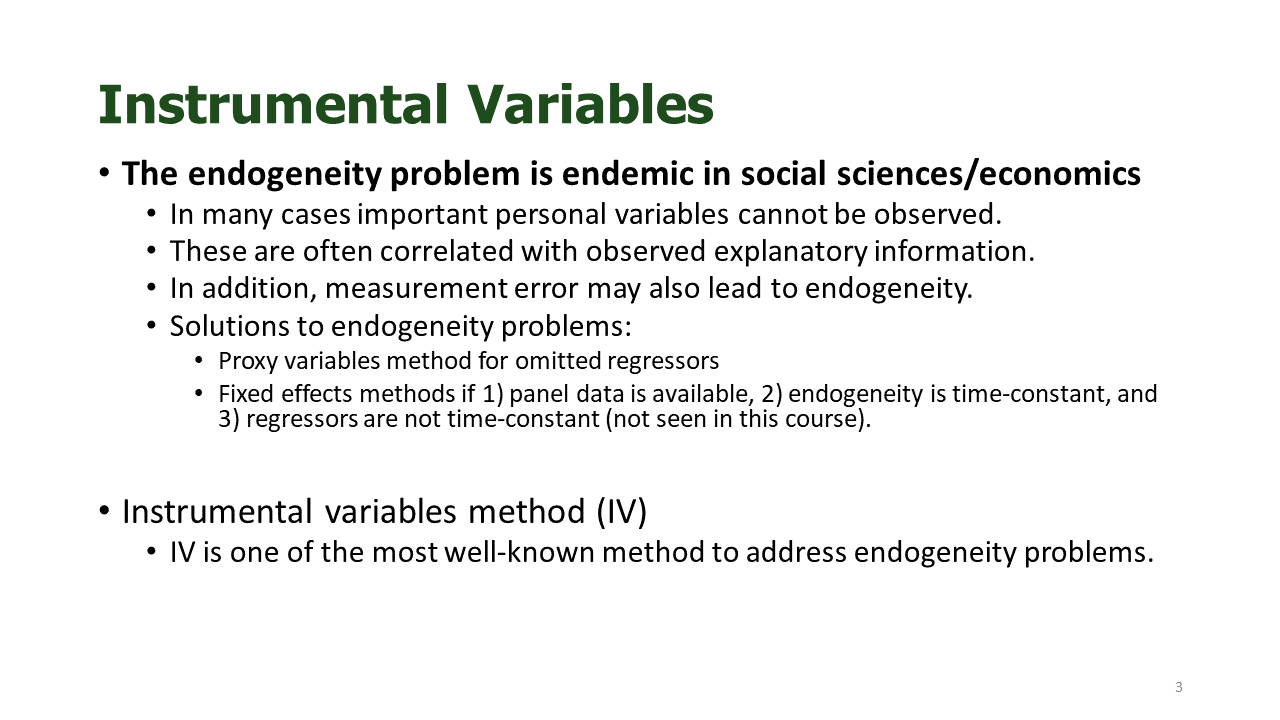 Instrumental Variables
• The endogeneity problem is endemic in social sciences/economics
• In many cases important personal variables cannot be observed.
• These are often correlated with observed explanatory information.
• In addition, measurement error may also lead to endogeneity.
• Solutions to endogeneity problems:
• Proxy variables method for omitted regressors
• Fixed effects methods if 1) panel data is available, 2) endogeneity is time-constant, and
3) regressors are not time-constant (not seen in this course).
• Instrumental variables method (IV)
• IV is one of the most well-known method to address endogeneity problems.
3